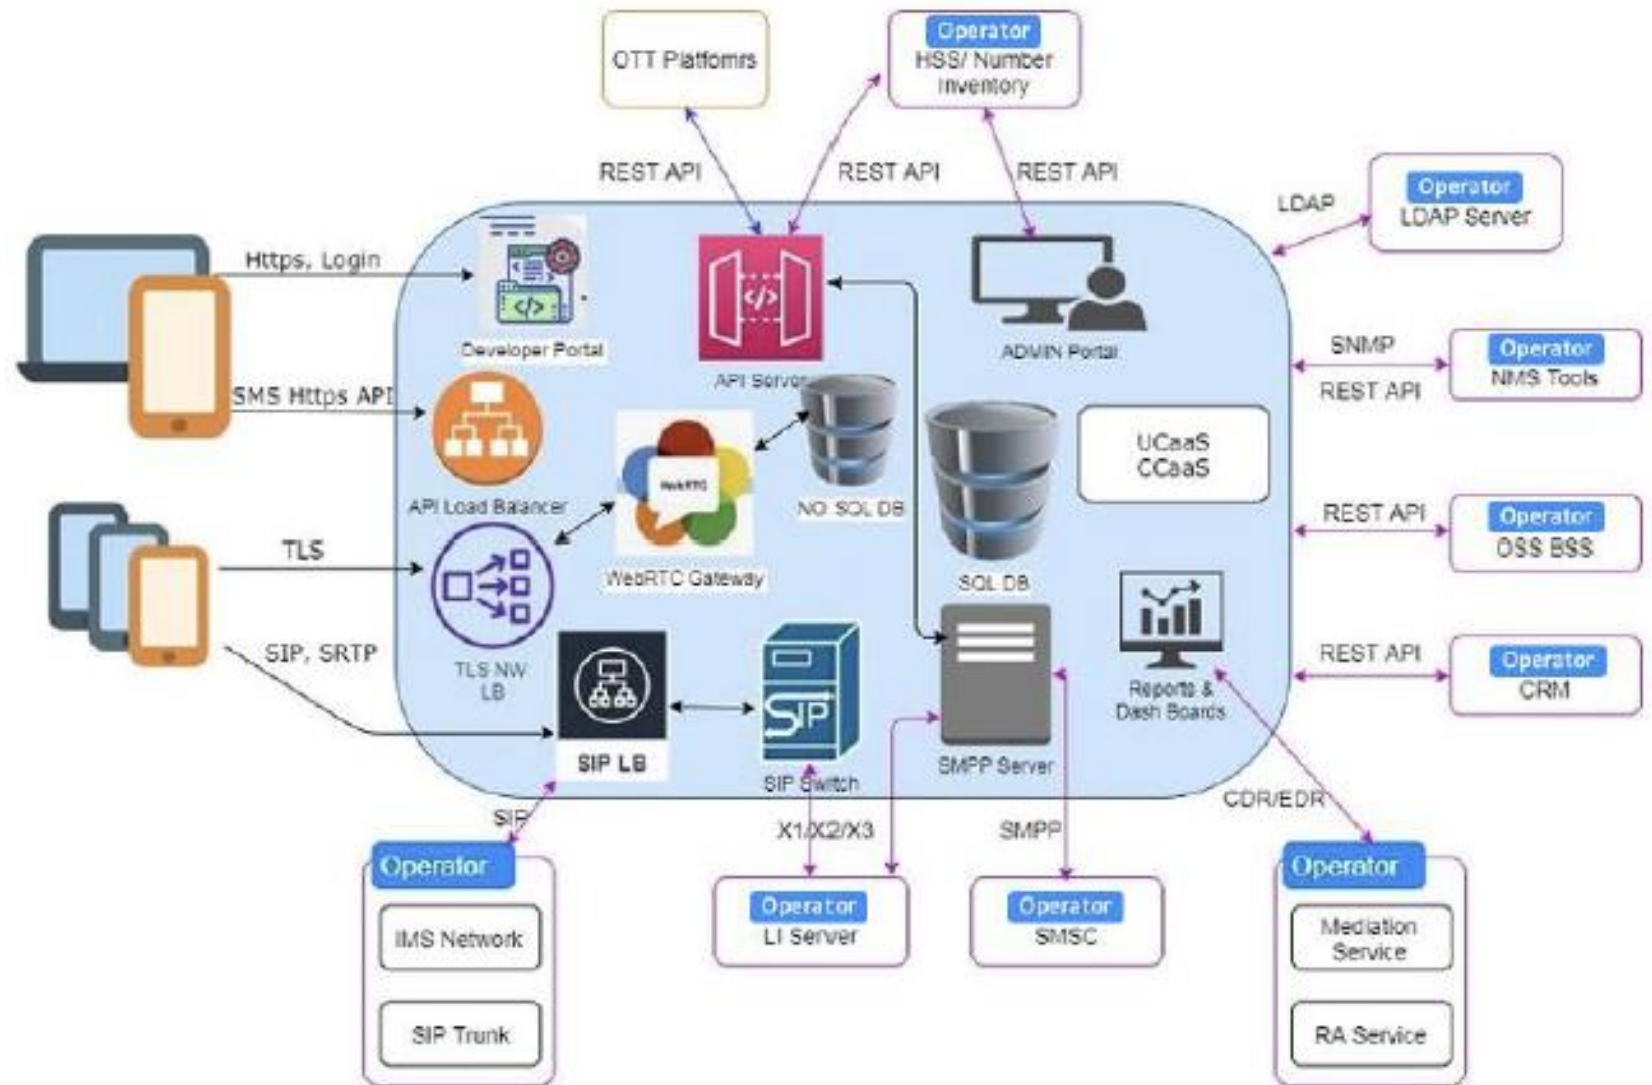 OTT Platfomrs
Operator
HSS/ Number
Inventory
REST API
REST API
REST API
Operator
LDAP Server
LDAP
Https, Login
Developer Portal
API Server
ADMIN Portal
SNMP
REST API
Operator
NMS Tools
SMS Https API
API Load Balancer
WebRTC
WebRTC Gateway
NO SQL DB
SQL DB
UCaaS
CCaaS
REST API
Operator
OSS BSS
TLS
TLS NW
LB
SIP, SRTP
SIP LB
SIP
SIP Switch
SMPP Server
Reports &
Dash Boards
REST API
Operator
CRM
SIP
X1/X2/X3
SMPP
CDR/EDR
Operator
IMS Network
SIP Trunk
Operator
LI Server
Operator
SMSC
Operator
Mediation
Service
RA Service